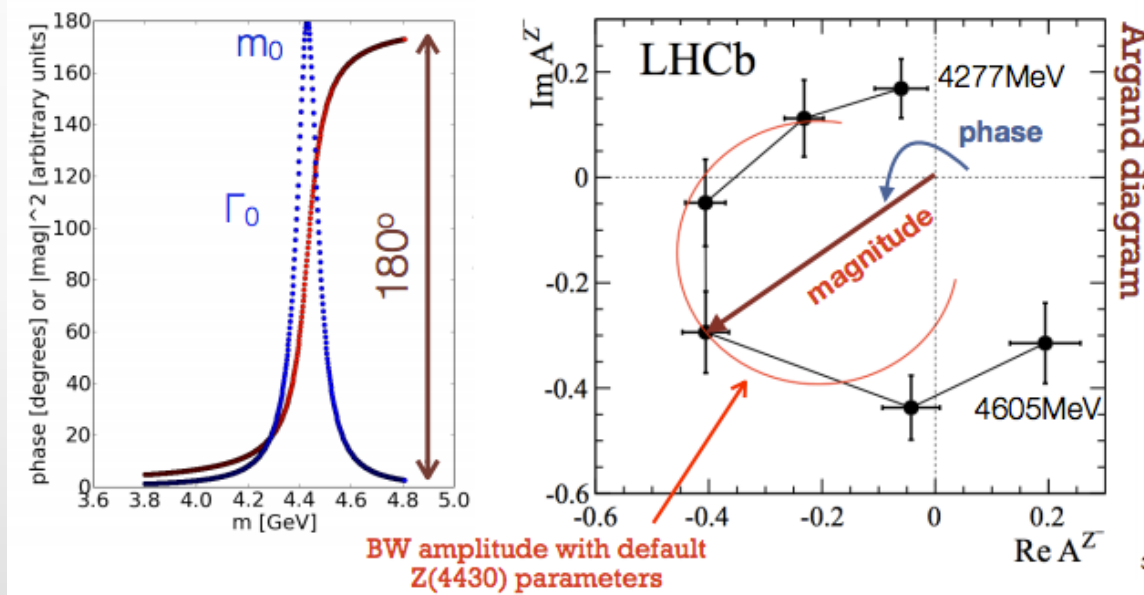 phase [degrees] or |mag|^2 [arbitrary units]
180
160
140
120
100
80
60
40
20
0
3.6
3.8
4.0
4.2
4.4
4.6
4.8
5.0
m [GeV]
m0
Γ0
180º
Im A^Z-
LHCb
0.2
0
-0.2
-0.4
-0.6
-0.6
-0.4
-0.2
0
0.2
Re A^Z-
4277MeV
phase
magnitude
4605MeV
Argand diagram
BW amplitude with default
Z(4430) parameters